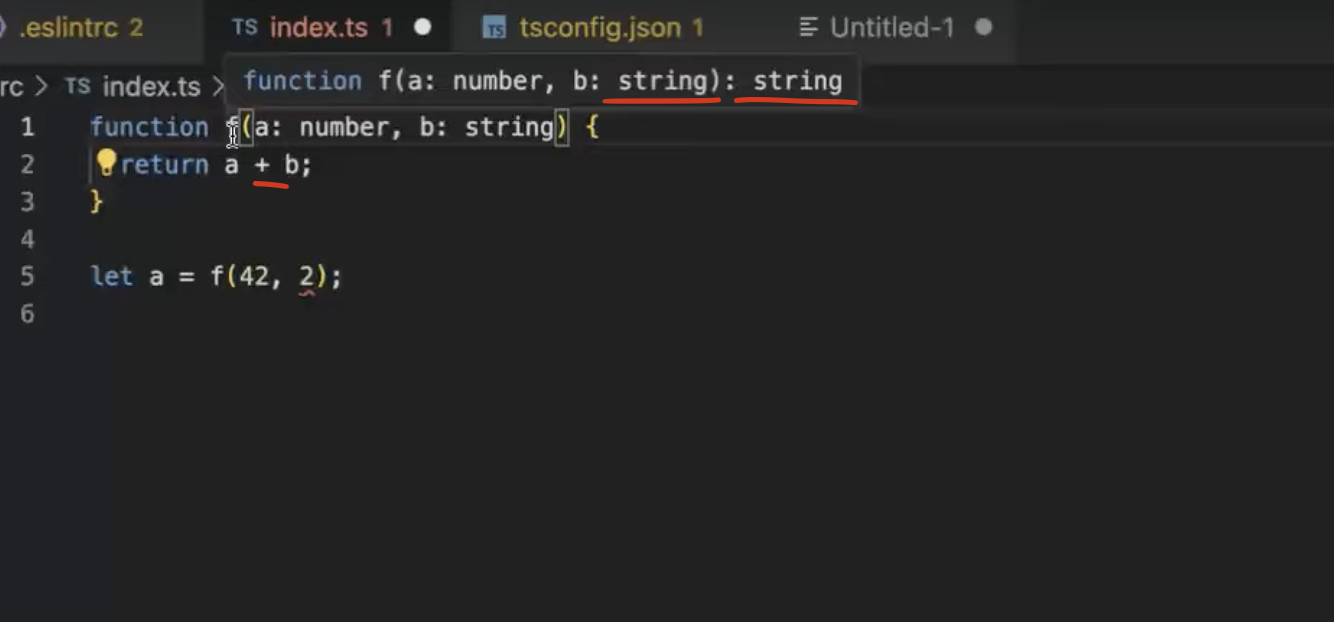 .eslintrc 2 TS index.ts 1 TS tsconfig.json 1 Untitled-1
rc > TS index.ts > function f(a: number, b: string): string
1 function f(a: number, b: string) {
2 return a + b;
3 }
4
5 let a = f(42, 2);
6